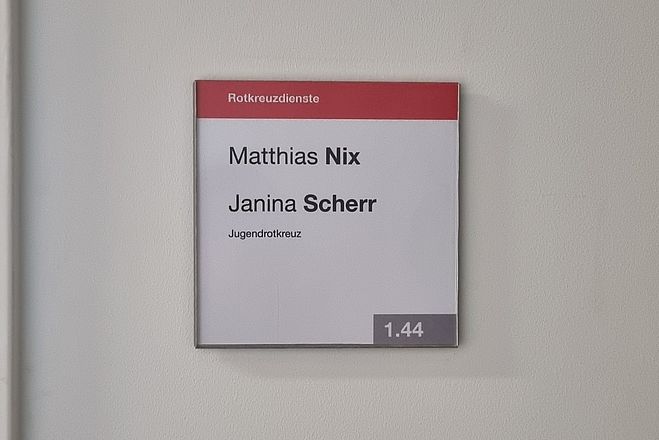 Rotkreuzdienste
Matthias Nix
Janina Scherr
Jugendrotkreuz
1.44